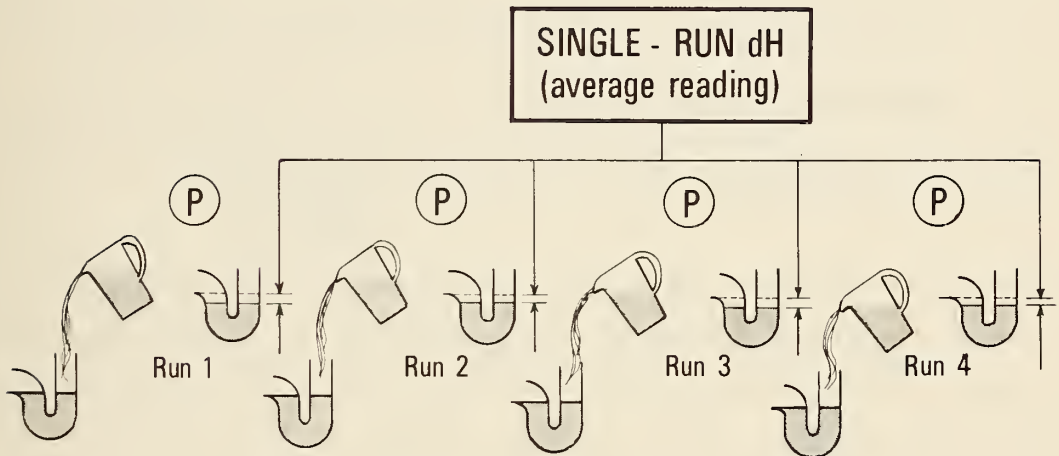 SINGLE - RUN dH
(average reading)
P P P P
Run 1 Run 2 Run 3 Run 4